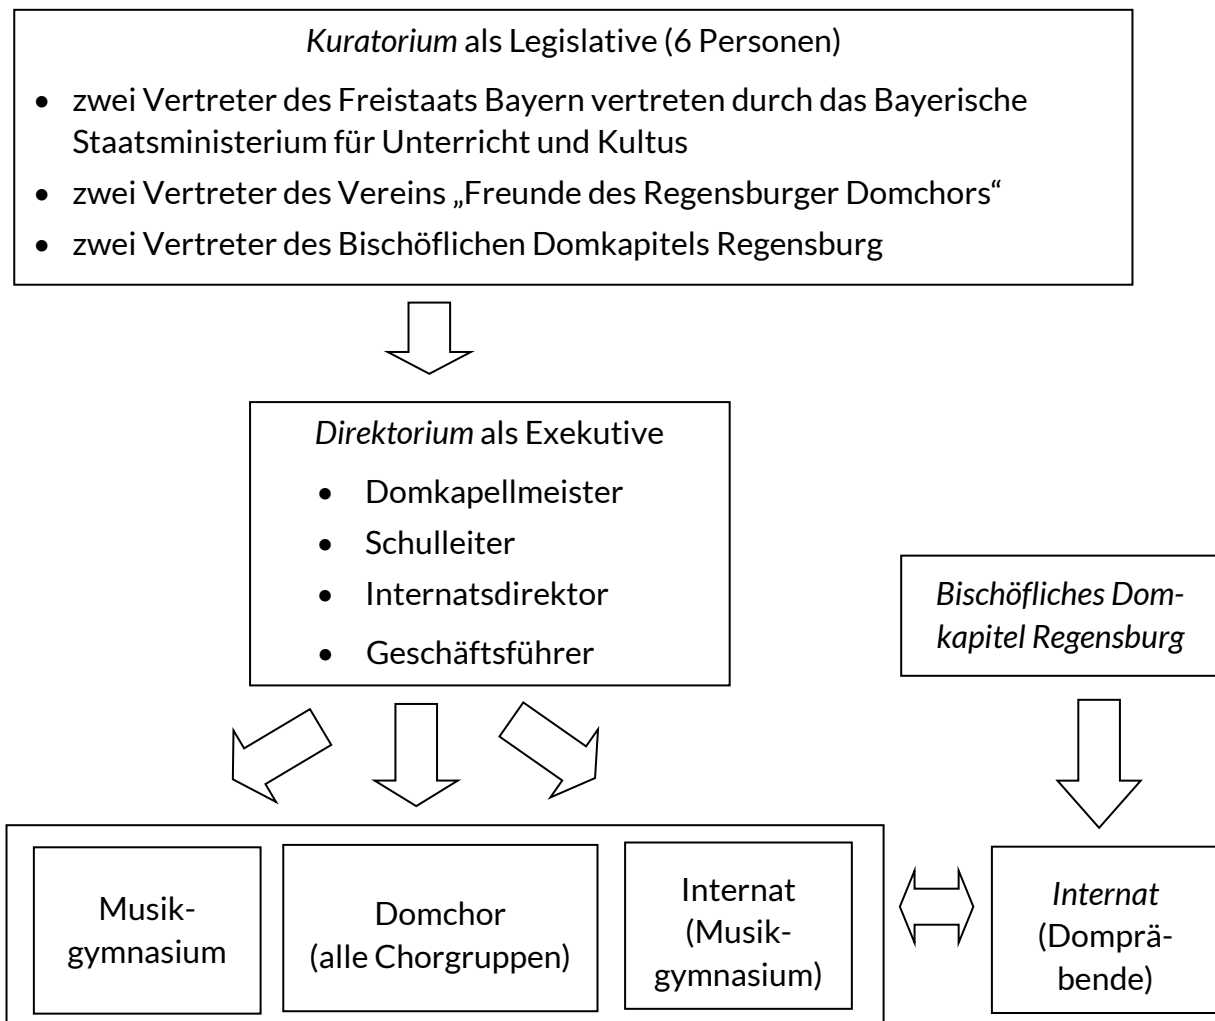 Kuratorium als Legislative (6 Personen)
• zwei Vertreter des Freistaats Bayern vertreten durch das Bayerische
Staatsministerium für Unterricht und Kultus
• zwei Vertreter des Vereins „Freunde des Regensburger Domchors“
• zwei Vertreter des Bischöflichen Domkapitels Regensburg
Direktorium als Exekutive
• Domkapellmeister
• Schulleiter
• Internatsdirektor
• Geschäftsführer
Bischöfliches Dom-
kapitel Regensburg
Musik-
gymnasium
Domchor
(alle Chorgruppen)
Internat
(Musik-
gymnasium)
Internat
(Domprä-
bende)